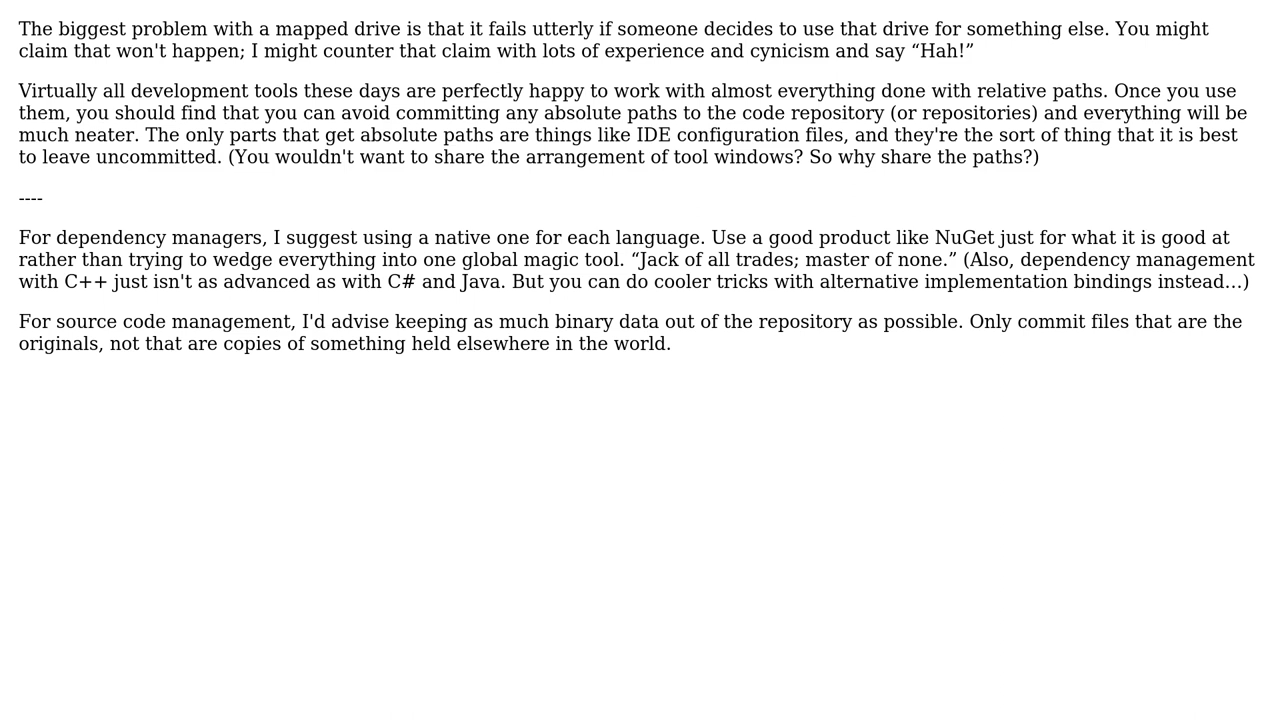 The biggest problem with a mapped drive is that it fails utterly if someone decides to use that drive for something else. You might
claim that won't happen; I might counter that claim with lots of experience and cynicism and say “Hah!”
Virtually all development tools these days are perfectly happy to work with almost everything done with relative paths. Once you use
them, you should find that you can avoid committing any absolute paths to the code repository (or repositories) and everything will be
much neater. The only parts that get absolute paths are things like IDE configuration files, and they're the sort of thing that it is best
to leave uncommitted. (You wouldn't want to share the arrangement of tool windows? So why share the paths?)
----
For dependency managers, I suggest using a native one for each language. Use a good product like NuGet just for what it is good at
rather than trying to wedge everything into one global magic tool. “Jack of all trades; master of none.” (Also, dependency management
with C++ just isn't as advanced as with C# and Java. But you can do cooler tricks with alternative implementation bindings instead…)
For source code management, I'd advise keeping as much binary data out of the repository as possible. Only commit files that are the
originals, not that are copies of something held elsewhere in the world.